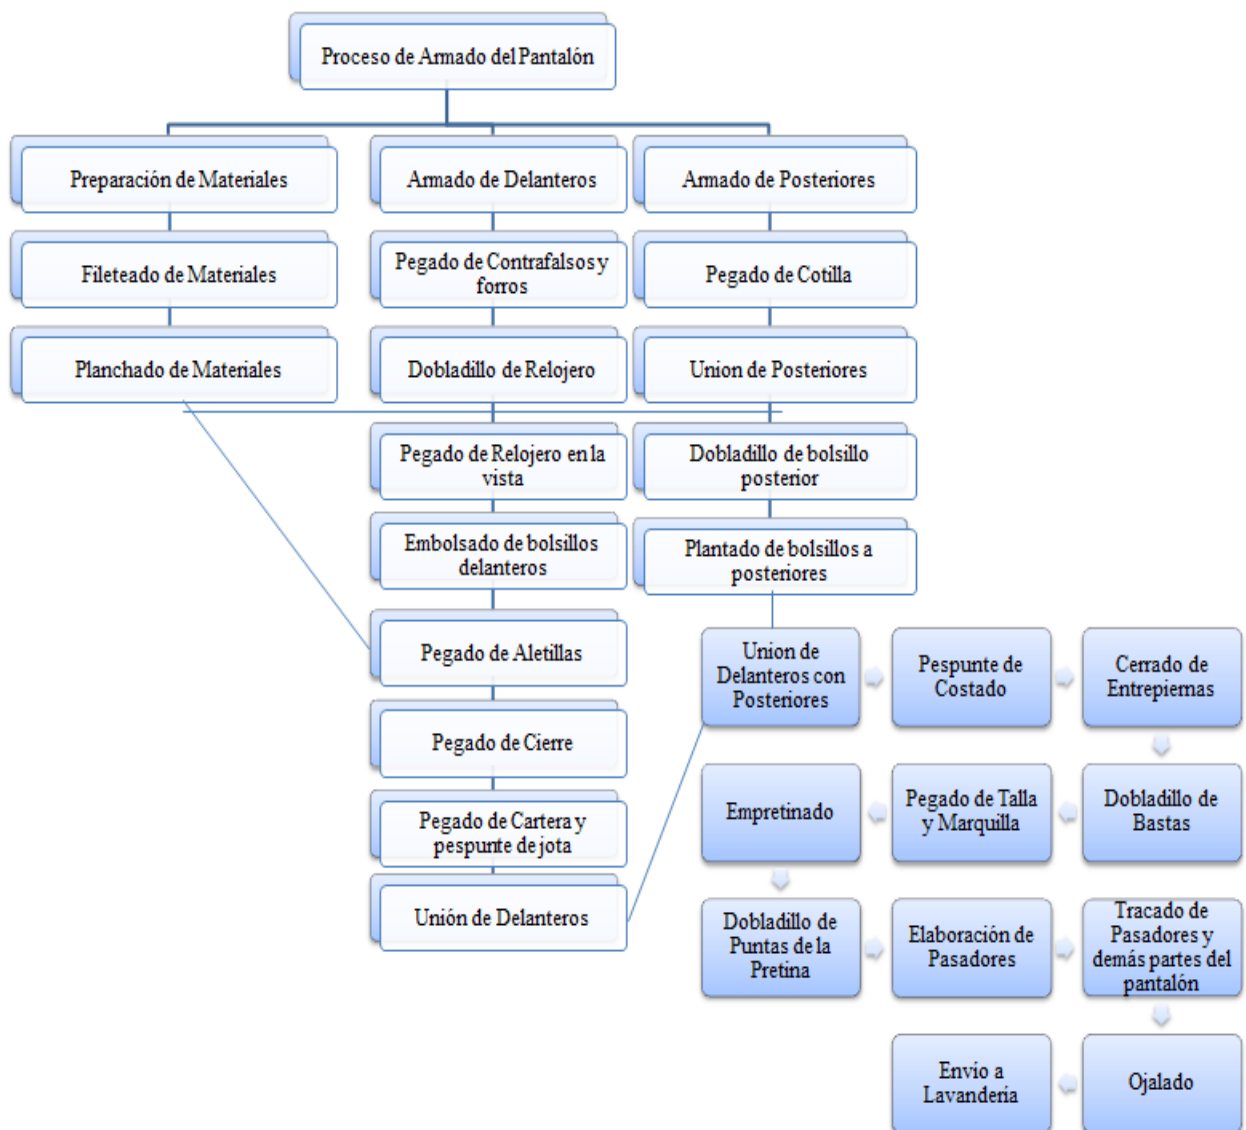 Proceso de Armado del Pantalón
Preparación de Materiales
Fileteado de Materiales
Planchado de Materiales
Armado de Delanteros
Pegado de Contrafalsos y
forros
Dobladillo de Relojero
Pegado de Relojero en la
vista
Embolsado de bolsillos
delanteros
Pegado de Aletillas
Pegado de Cierre
Pegado de Cartera y
pespunte de jota
Unión de Delanteros
Armado de Posteriores
Pegado de Cotilla
Union de Posteriores
Dobladillo de bolsillo
posterior
Plantado de bolsillos a
posteriores
Union de
Delanteros con
Posteriores
Pespunte de
Costado
Cerrado de
Entrepiernas
Dobladillo de
Bastas
Pegado de Talla
y Marquilla
Empretinado
Dobladillo de
Puntas de la
Pretina
Elaboración de
Pasadores
Tracado de
Pasadores y
demás partes del
pantalón
Ojalado
Envío a
Lavandería